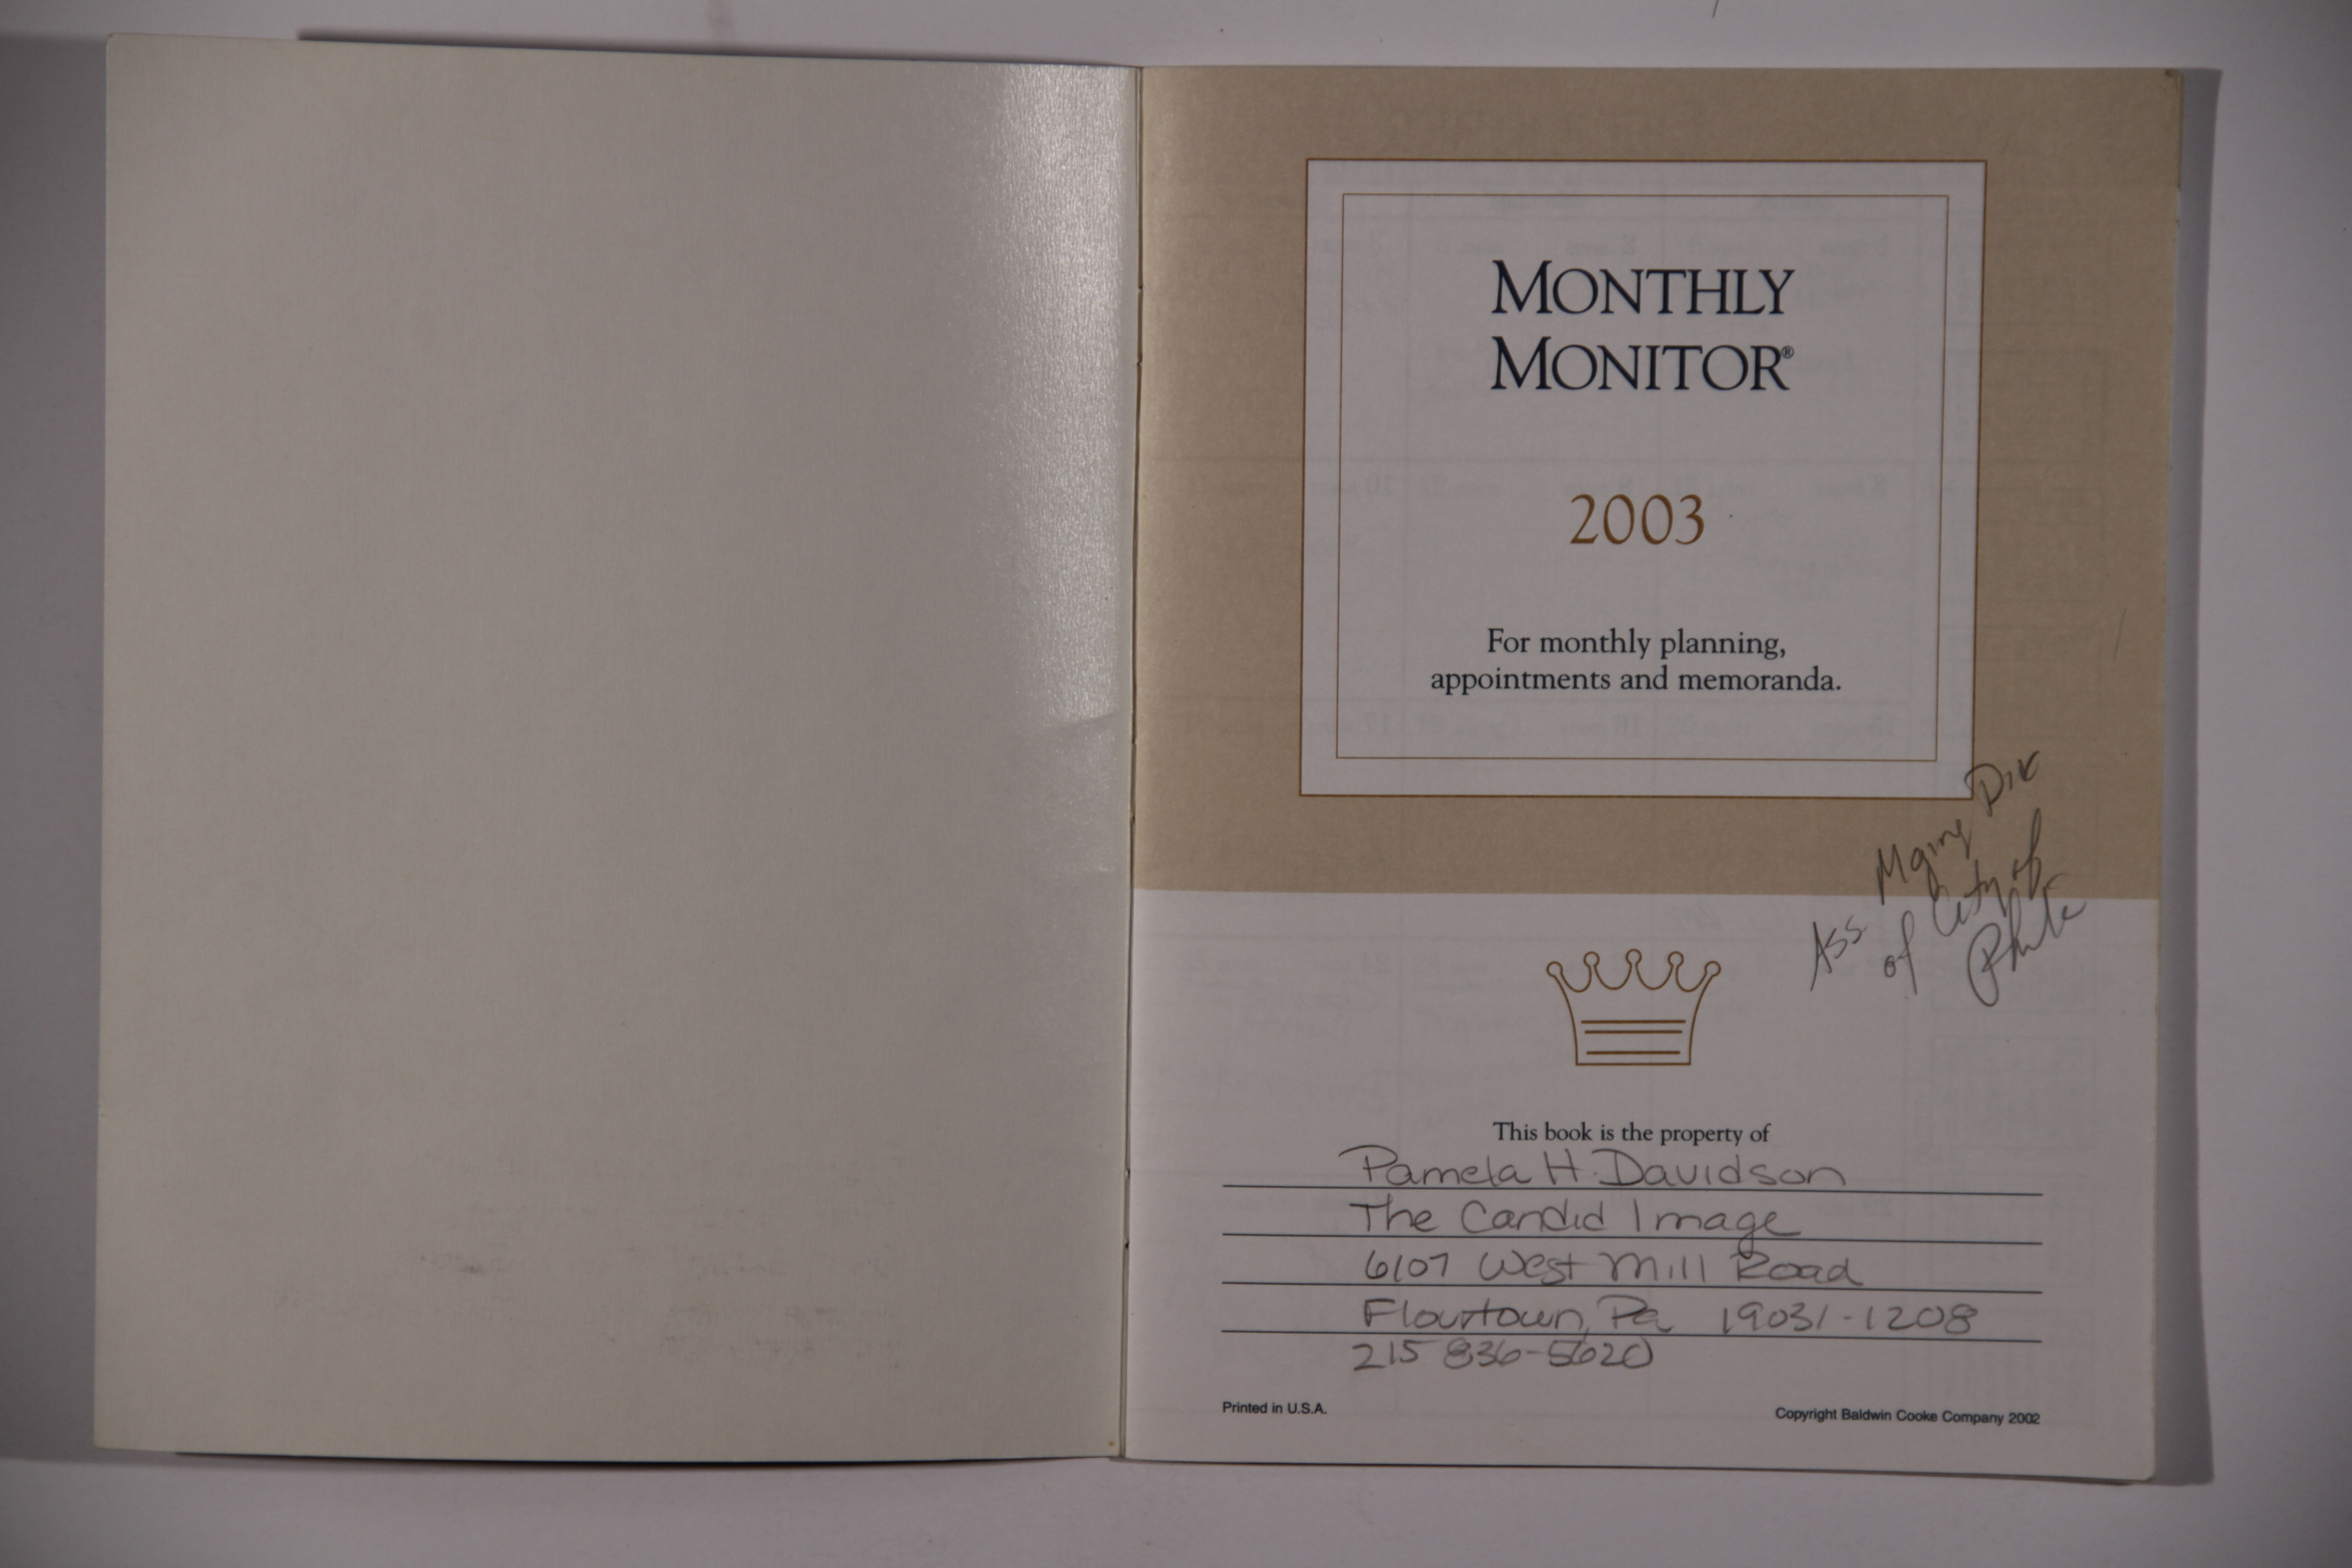 MONTHLY
MONITOR®
2003
For monthly planning,
appointments and memoranda.
Ass Mging Dir
of City of
Phila
This book is the property of
Pamela H. Davidson
The Candid Image
6107 West Mill Road
Flourtown, Pa 19031-1208
215 836-5620
Printed in U.S.A.
Copyright Baldwin Cooke Company 2002